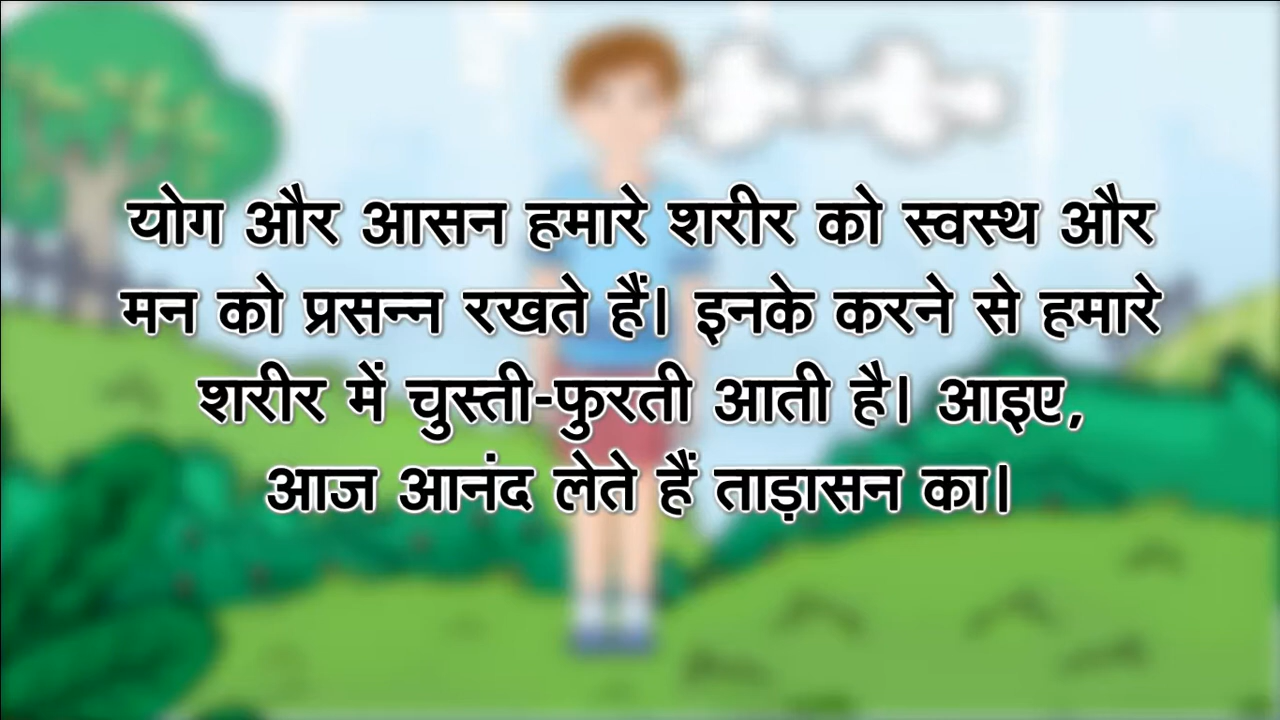 योग और आसन हमारे शरीर को स्वस्थ और
मन को प्रसन्न रखते हैं। इनके करने से हमारे
शरीर में चुस्ती-फुरती आती है। आइए,
आज आनंद लेते हैं ताड़ासन का।